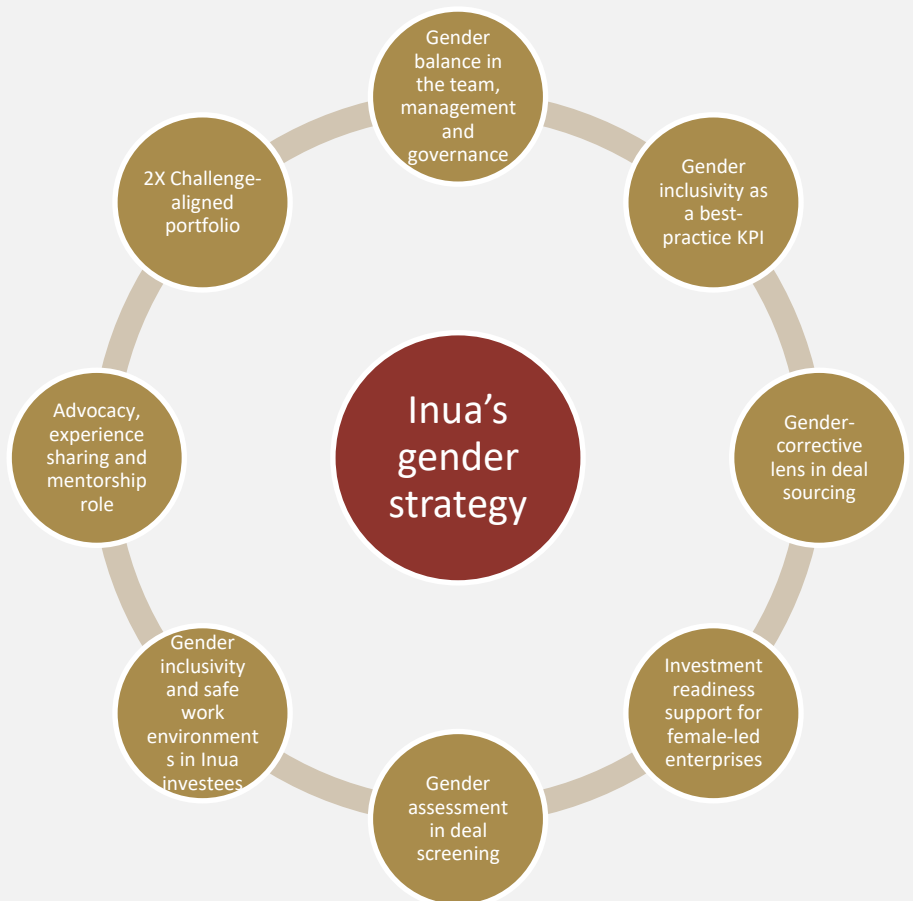 Gender
balance in
the team,
management
and
governance
Gender
inclusivity as
a best-
practice KPI
Gender-
corrective
lens in deal
sourcing
Investment
readiness
support for
female-led
enterprises
Gender
assessment
in deal
screening
Gender
inclusivity
and safe
work
environment
s in Inua
investees
Advocacy,
experience
sharing and
mentorship
role
2X Challenge-
aligned
portfolio
Inua’s
gender
strategy